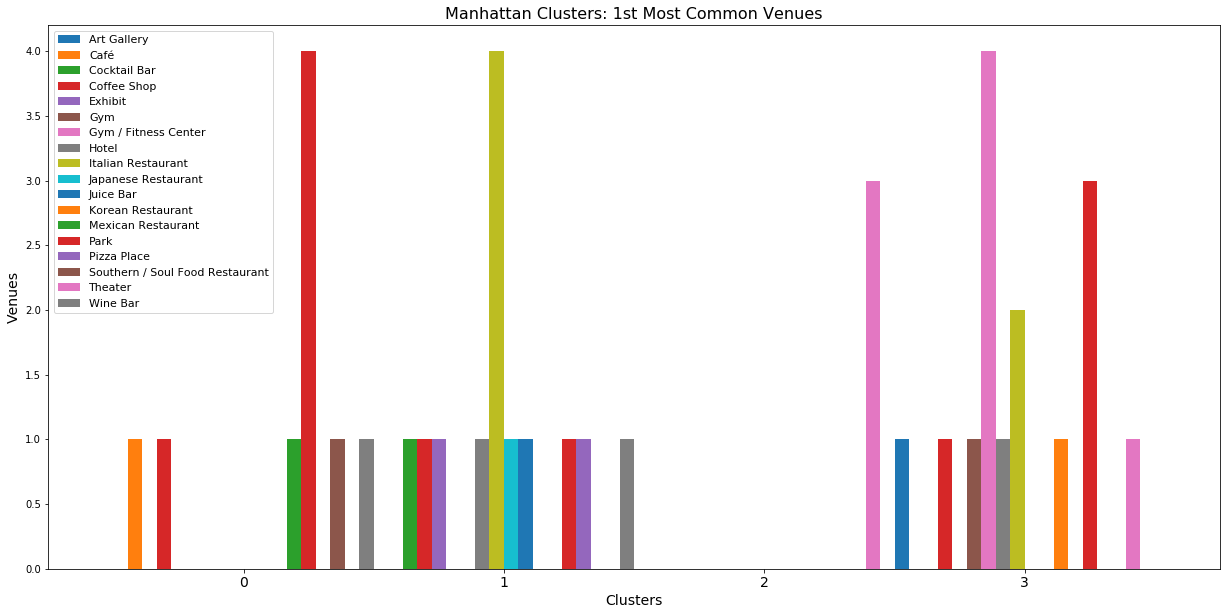 Manhattan Clusters: 1st Most Common Venues
Art Gallery
Café
Cocktail Bar
Coffee Shop
Exhibit
Gym
Gym / Fitness Center
Hotel
Italian Restaurant
Japanese Restaurant
Juice Bar
Korean Restaurant
Mexican Restaurant
Park
Pizza Place
Southern / Soul Food Restaurant
Theater
Wine Bar
Venues
4.0
3.5
3.0
2.5
2.0
1.5
1.0
0.5
0.0
0 1 2 3
Clusters